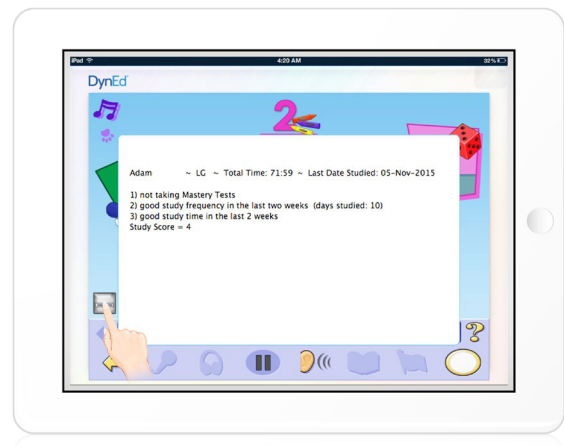 iPad 4:20 AM 32%
DynEd
2
Adam ~ LG ~ Total Time: 71:59 ~ Last Date Studied: 05-Nov-2015
1) not taking Mastery Tests
2) good study frequency in the last two weeks (days studied: 10)
3) good study time in the last 2 weeks
Study Score = 4
?